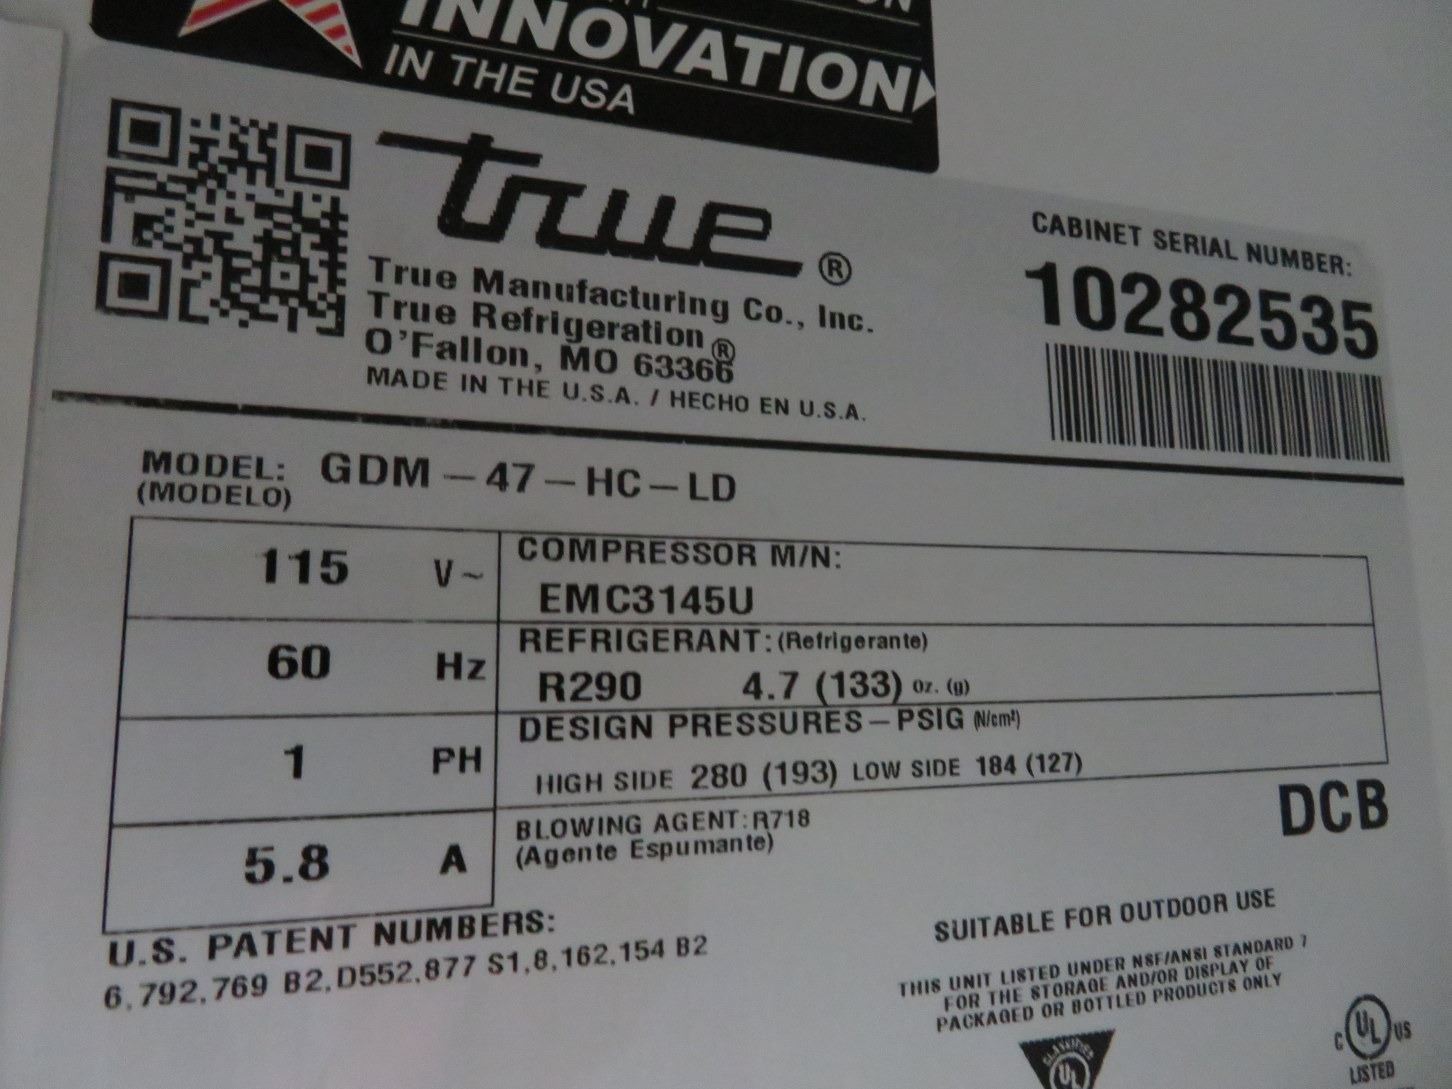 INNOVATION
IN THE USA
true ®
True Manufacturing Co., Inc.
True Refrigeration ®
O'Fallon, MO 63366
MADE IN THE U.S.A. / HECHO EN U.S.A.
CABINET SERIAL NUMBER:
10282535
MODEL: GDM-47-HC-LD
(MODELO)
115 V~
60 Hz
1 PH
5.8 A
COMPRESSOR M/N:
EMC3145U
REFRIGERANT: (Refrigerante)
R290 4.7 (133) oz. (g)
DESIGN PRESSURES-PSIG (N/cm²)
HIGH SIDE 280 (193) LOW SIDE 184 (127)
BLOWING AGENT:R718
(Agente Espumante)
DCB
U.S. PATENT NUMBERS:
6,792,769 B2,D552,877 S1,8,162,154 B2
SUITABLE FOR OUTDOOR USE
THIS UNIT LISTED UNDER NSF/ANSI STANDARD 7
FOR THE STORAGE AND/OR DISPLAY OF
PACKAGED OR BOTTLED PRODUCTS ONLY
CLASSIFIED
UL
C UL US
LISTED